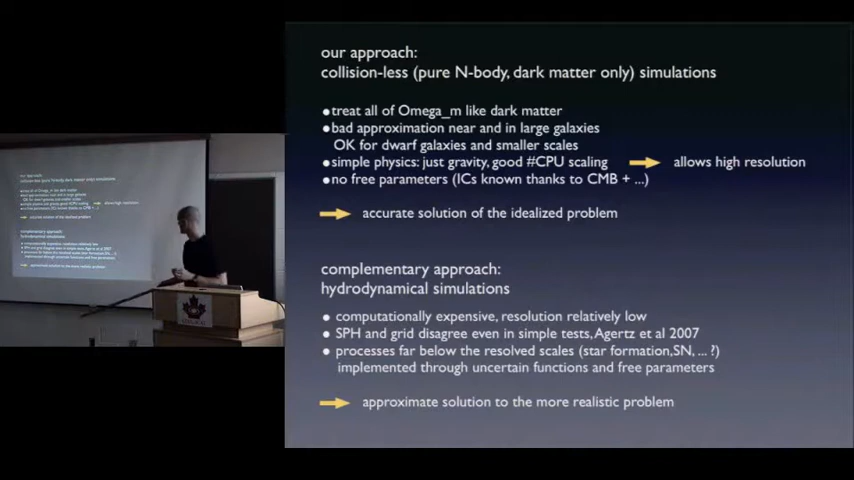 our approach:
collision-less (pure N-body, dark matter only) simulations
●treat all of Omega_m like dark matter
●bad approximation near and in large galaxies
OK for dwarf galaxies and smaller scales
●simple physics: just gravity, good #CPU scaling allows high resolution
●no free parameters (ICs known thanks to CMB + ...)
accurate solution of the idealized problem
complementary approach:
hydrodynamical simulations
● computationally expensive, resolution relatively low
● SPH and grid disagree even in simple tests, Agertz et al 2007
● processes far below the resolved scales (star formation,SN, ... ?)
implemented through uncertain functions and free parameters
approximate solution to the more realistic problem